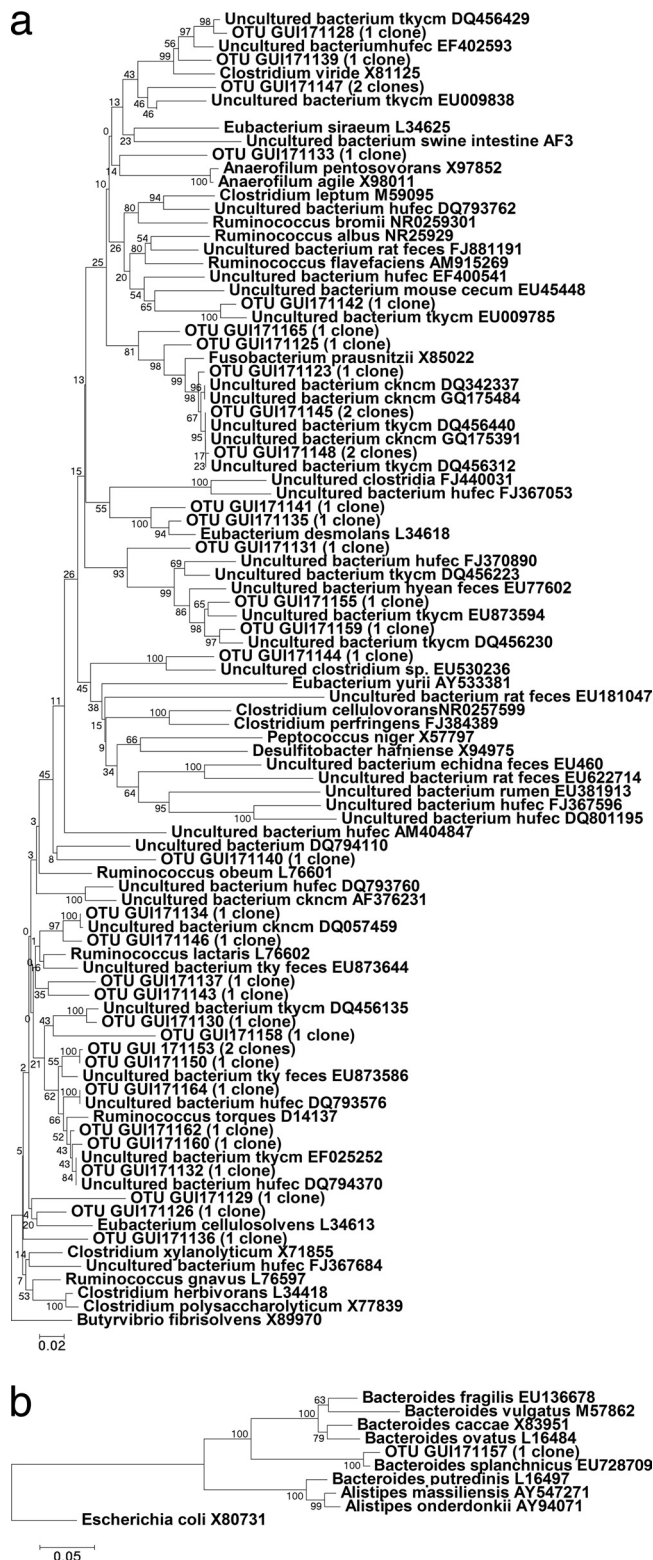 a
98
Uncultured bacterium tkycm DQ456429
97
OTU GUI171128 (1 clone)
56
Uncultured bacteriumhufec EF402593
99
OTU GUI171139 (1 clone)
43
Clostridium viride X81125
OTU GUI171147 (2 clones)
46
Uncultured bacterium tkycm EU009838
46
13
Eubacterium siraeum L34625
0
23
Uncultured bacterium swine intestine AF3
OTU GUI171133 (1 clone)
14
Anaerofilum pentosovorans X97852
10
100
Anaerofilum agile X98011
94
Clostridium leptum M59095
80
Uncultured bacterium hufec DQ793762
Ruminococcus bromii NR0259301
26
54
Ruminococcus albus NR25929
80
Uncultured bacterium rat feces FJ881191
25
Ruminococcus flavefaciens AM915269
20
Uncultured bacterium hufec EF400541
54
Uncultured bacterium mouse cecum EU45448
65
OTU GUI171142 (1 clone)
100
Uncultured bacterium tkycm EU009785
OTU GUI171165 (1 clone)
81
OTU GUI171125 (1 clone)
98
Fusobacterium prausnitzii X85022
99
OTU GUI171123 (1 clone)
13
96
Uncultured bacterium ckncm DQ342337
98
Uncultured bacterium ckncm GQ175484
67
OTU GUI171145 (2 clones)
Uncultured bacterium tkycm DQ456440
95
Uncultured bacterium ckncm GQ175391
17
OTU GUI171148 (2 clones)
23
Uncultured bacterium tkycm DQ456312
15
100
Uncultured clostridia FJ440031
55
Uncultured bacterium hufec FJ367053
OTU GUI171141 (1 clone)
100
OTU GUI171135 (1 clone)
94
Eubacterium desmolans L34618
OTU GUI171131 (1 clone)
93
69
Uncultured bacterium hufec FJ370890
26
Uncultured bacterium tkycm DQ456223
99
Uncultured bacterium hyean feces EU77602
86
65
OTU GUI171155 (1 clone)
Uncultured bacterium tkycm EU873594
98
OTU GUI171159 (1 clone)
97
Uncultured bacterium tkycm DQ456230
OTU GUI171144 (1 clone)
100
Uncultured clostridium sp. EU530236
45
Eubacterium yurii AY533381
38
Uncultured bacterium rat feces EU181047
11
15
Clostridium cellulovoransNR0257599
100
Clostridium perfringens FJ384389
9
66
Peptococcus niger X57797
34
Desulfitobacter hafniense X94975
100
Uncultured bacterium echidna feces EU460
45
64
Uncultured bacterium rat feces EU622714
95
Uncultured bacterium rumen EU381913
Uncultured bacterium hufec FJ367596
100
Uncultured bacterium hufec DQ801195
3
Uncultured bacterium hufec AM404847
Uncultured bacterium DQ794110
3
8
OTU GUI171140 (1 clone)
Ruminococcus obeum L76601
Uncultured bacterium hufec DQ793760
100
Uncultured bacterium ckncm AF376231
100
OTU GUI171134 (1 clone)
97
Uncultured bacterium ckncm DQ057459
0
1
OTU GUI171146 (1 clone)
Ruminococcus lactaris L76602
0
16
Uncultured bacterium tky feces EU873644
OTU GUI171137 (1 clone)
35
OTU GUI171143 (1 clone)
Uncultured bacterium tkycm DQ456135
0
43
100
OTU GUI171130 (1 clone)
OTU GUI171158 (1 clone)
100
OTU GUI 171153 (2 clones)
2
21
55
OTU GUI171150 (1 clone)
Uncultured bacterium tky feces EU873586
62
100
OTU GUI171164 (1 clone)
Uncultured bacterium hufec DQ793576
66
Ruminococcus torques D14137
52
OTU GUI171162 (1 clone)
5
43
OTU GUI171160 (1 clone)
43
Uncultured bacterium tkycm EF025252
OTU GUI171132 (1 clone)
84
Uncultured bacterium hufec DQ794370
OTU GUI171129 (1 clone)
4
OTU GUI171126 (1 clone)
20
Eubacterium cellulosolvens L34613
OTU GUI171136 (1 clone)
14
Clostridium xylanolyticum X71855
Uncultured bacterium hufec FJ367684
7
Ruminococcus gnavus L76597
53
Clostridium herbivorans L34418
100
Clostridium polysaccharolyticum X77839
Butyrvibrio fibrisolvens X89970
0.02
b
63
Bacteroides fragilis EU136678
100
Bacteroides vulgatus M57862
Bacteroides caccae X83951
100
79
Bacteroides ovatus L16484
OTU GUI171157 (1 clone)
100
Bacteroides splanchnicus EU728709
Bacteroides putredinis L16497
100
Alistipes massiliensis AY547271
99
Alistipes onderdonkii AY94071
Escherichia coli X80731
0.05